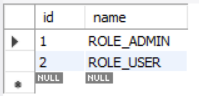 id name
1 ROLE_ADMIN
2 ROLE_USER
NULL NULL